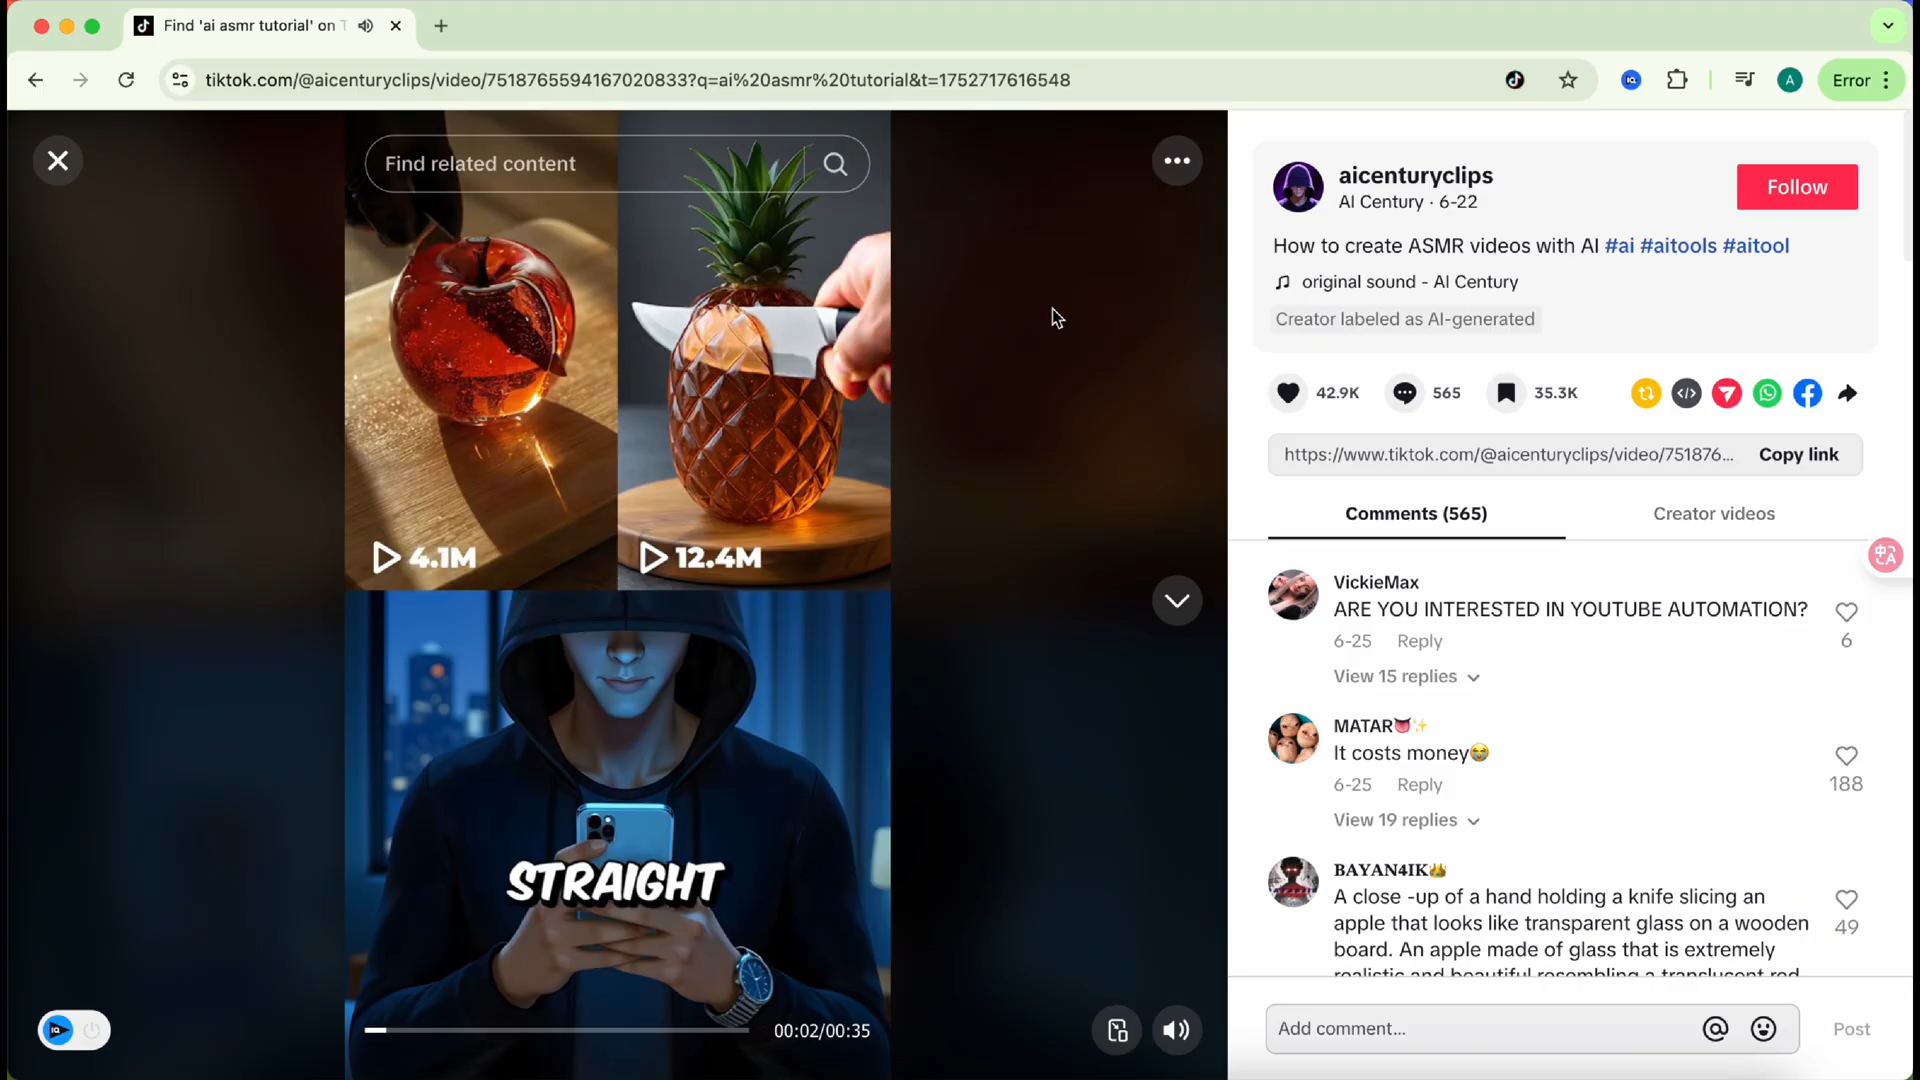 Find 'ai asmr tutorial' on T
tiktok.com/@aicenturyclips/video/7518765594167020833?q=ai%20asmr%20tutorial&t=1752717616548
A
Error
Find related content
4.1M
12.4M
STRAIGHT
00:02/00:35
aicenturyclips
AI Century · 6-22
Follow
How to create ASMR videos with AI #ai #aitools #aitool
original sound - AI Century
Creator labeled as AI-generated
42.9K
565
35.3K
https://www.tiktok.com/@aicenturyclips/video/751876...
Copy link
Comments (565)
Creator videos
VickieMax
ARE YOU INTERESTED IN YOUTUBE AUTOMATION?
6-25 Reply
6
View 15 replies
MATAR👅✨
It costs money😭
6-25 Reply
188
View 19 replies
𝐁𝐀𝐘𝐀𝐍𝟒𝐈𝐊👑
A close -up of a hand holding a knife slicing an
apple that looks like transparent glass on a wooden
board. An apple made of glass that is extremely
realistic and beautiful resembling a translucent red
49
Add comment...
Post